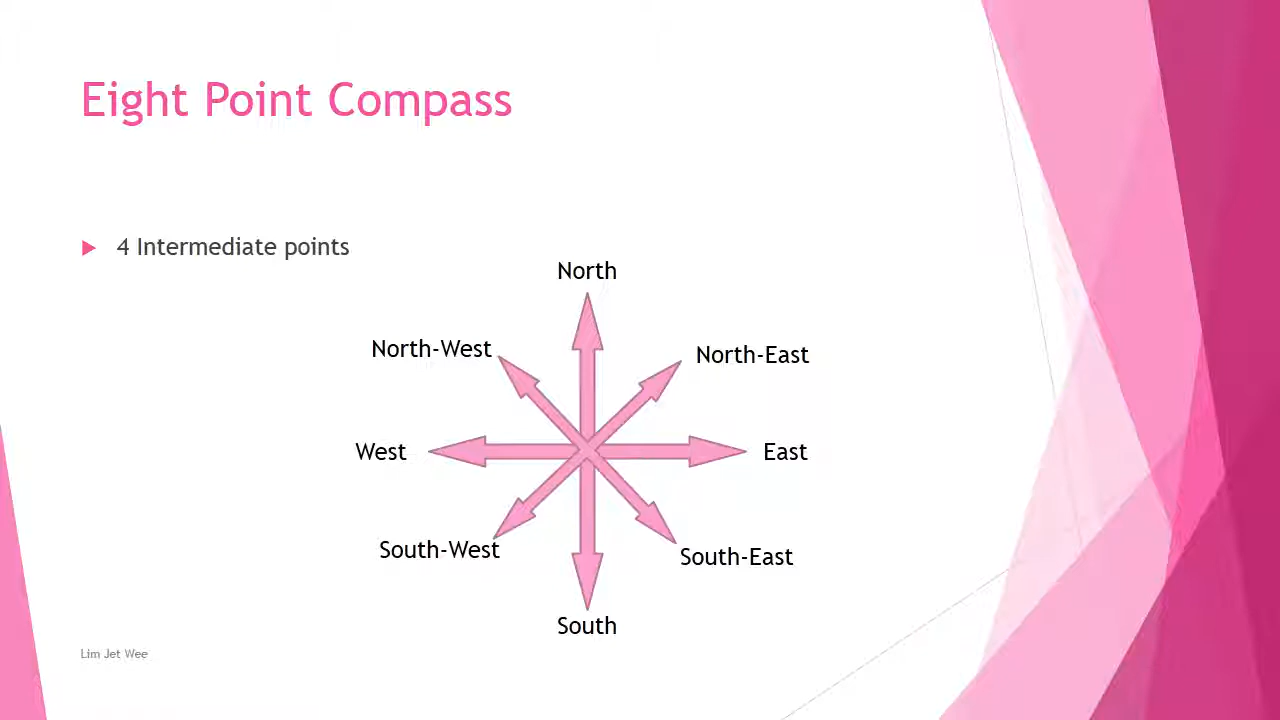 Eight Point Compass
4 Intermediate points
North
North-West
North-East
West
East
South-West
South-East
South
Lim Jet Wee